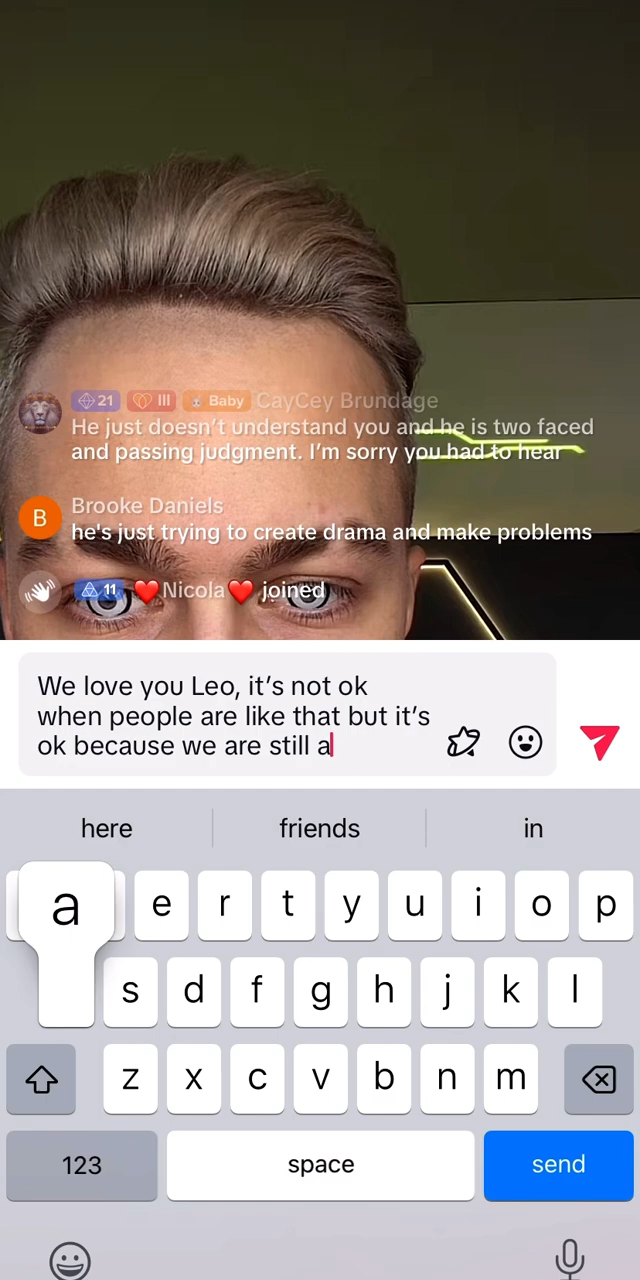 21 III Baby CayCey Brundage
He just doesn't understand you and he is two faced
and passing judgment. I'm sorry you had to hear
B
Brooke Daniels
he's just trying to create drama and make problems
11 ❤️Nicola❤️ joined
We love you Leo, it's not ok
when people are like that but it's
ok because we are still a
here friends in
a e r t y u i o p
s d f g h j k l
z x c v b n m
123 space send